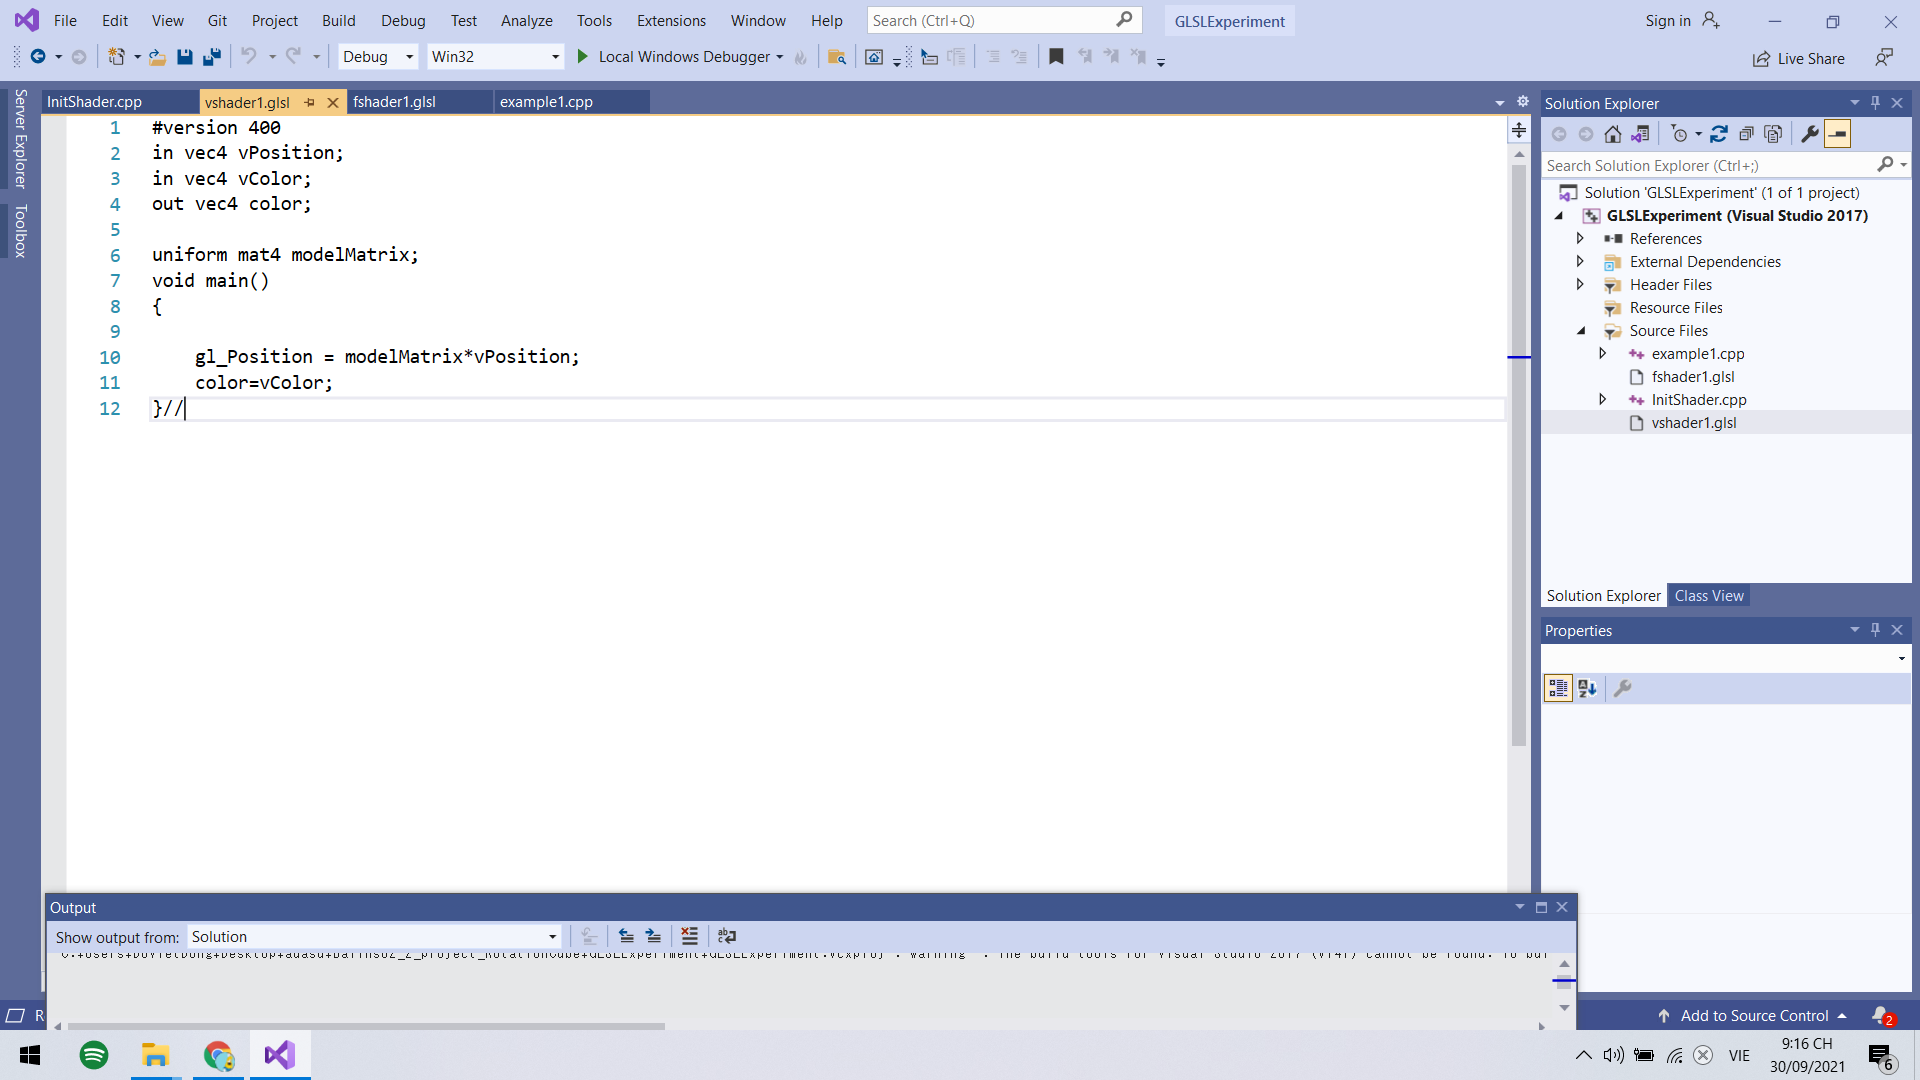 File Edit View Git Project Build Debug Test Analyze Tools Extensions Window Help Search (Ctrl+Q) GLSLExperiment Sign in
Debug Win32 Local Windows Debugger Live Share
Server Explorer
Toolbox
InitShader.cpp vshader1.glsl fshader1.glsl example1.cpp
1 #version 400
2 in vec4 vPosition;
3 in vec4 vColor;
4 out vec4 color;
5
6 uniform mat4 modelMatrix;
7 void main()
8 {
9
10 gl_Position = modelMatrix*vPosition;
11 color=vColor;
12 }//
Solution Explorer
Search Solution Explorer (Ctrl+;)
Solution 'GLSLExperiment' (1 of 1 project)
GLSLExperiment (Visual Studio 2017)
References
External Dependencies
Header Files
Resource Files
Source Files
example1.cpp
fshader1.glsl
InitShader.cpp
vshader1.glsl
Solution Explorer Class View
Properties
Output
Show output from: Solution
R
Add to Source Control 2
VIE 9:16 CH
30/09/2021 6